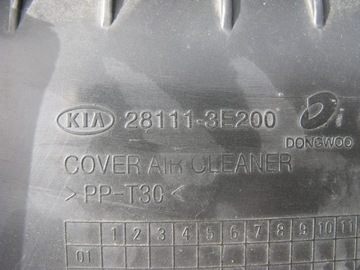 KIA 28111-3E200
DONGWOO
COVER AIR CLEANER
>PP-T30<
1 2 3 4 5 6 7 8 9 10 11
01